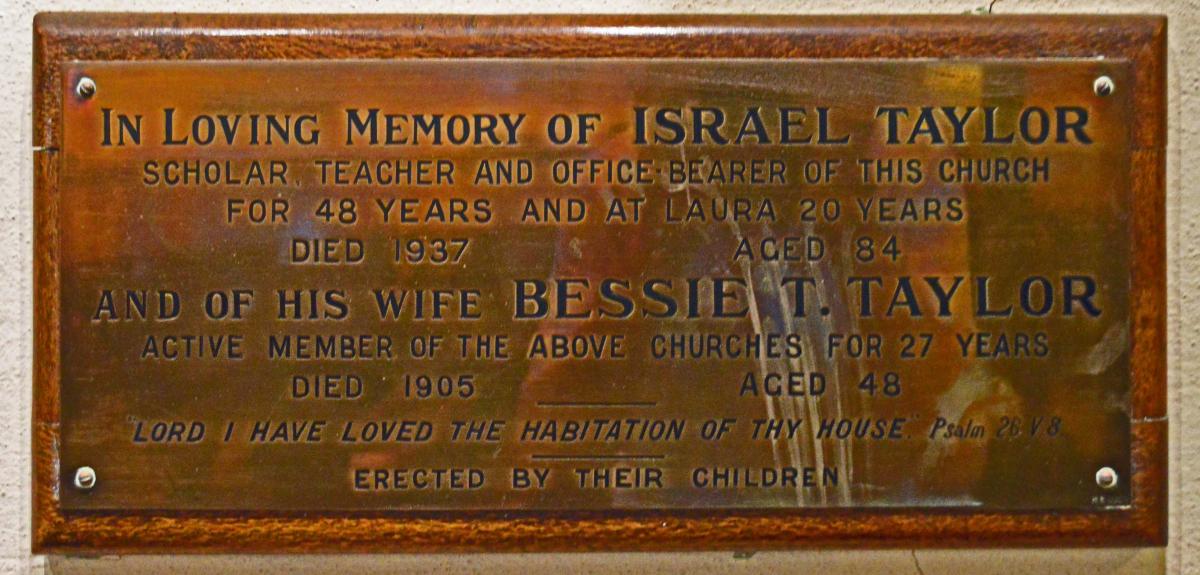 IN LOVING MEMORY OF ISRAEL TAYLOR
SCHOLAR, TEACHER AND OFFICE-BEARER OF THIS CHURCH
FOR 48 YEARS AND AT LAURA 20 YEARS
DIED 1937 AGED 84
AND OF HIS WIFE BESSIE T. TAYLOR
ACTIVE MEMBER OF THE ABOVE CHURCHES FOR 27 YEARS
DIED 1905 AGED 48
"LORD I HAVE LOVED THE HABITATION OF THY HOUSE." Psalm 26 V 8.
ERECTED BY THEIR CHILDREN